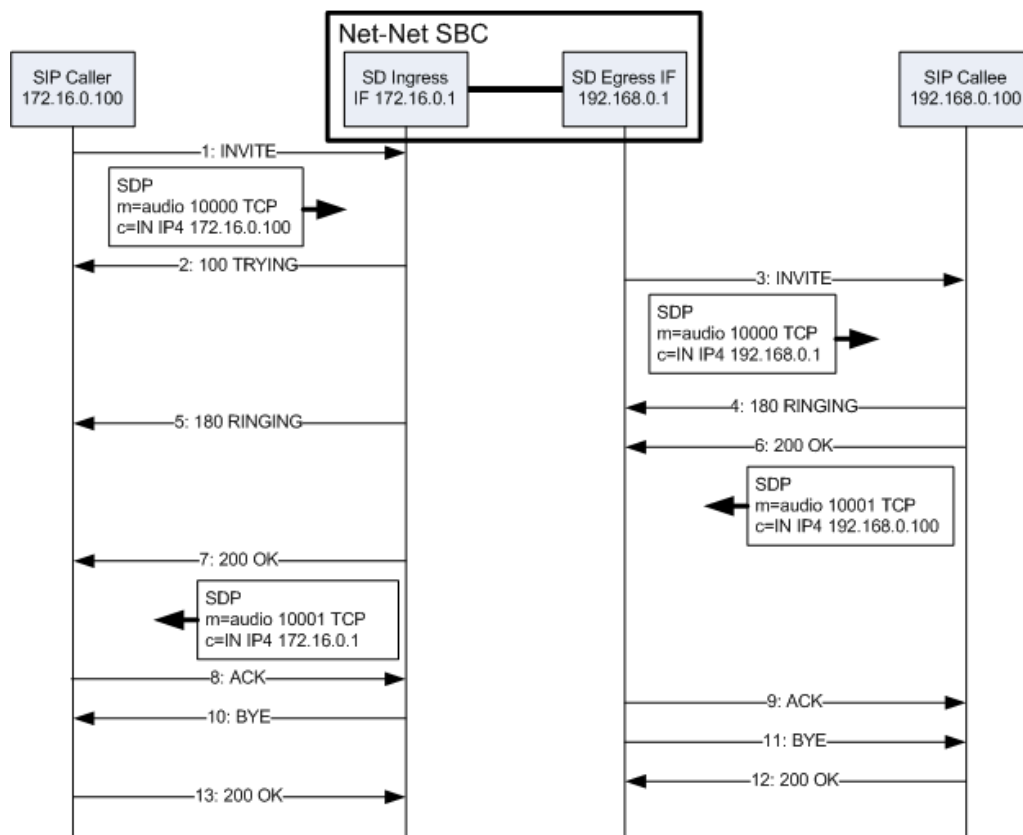 Net-Net SBC
SIP Caller
172.16.0.100
SD Ingress
IF 172.16.0.1
SD Egress IF
192.168.0.1
SIP Callee
192.168.0.100
1: INVITE
SDP
m=audio 10000 TCP
c=IN IP4 172.16.0.100
2: 100 TRYING
3: INVITE
SDP
m=audio 10000 TCP
c=IN IP4 192.168.0.1
4: 180 RINGING
5: 180 RINGING
6: 200 OK
SDP
m=audio 10001 TCP
c=IN IP4 192.168.0.100
7: 200 OK
SDP
m=audio 10001 TCP
c=IN IP4 172.16.0.1
8: ACK
9: ACK
10: BYE
11: BYE
12: 200 OK
13: 200 OK